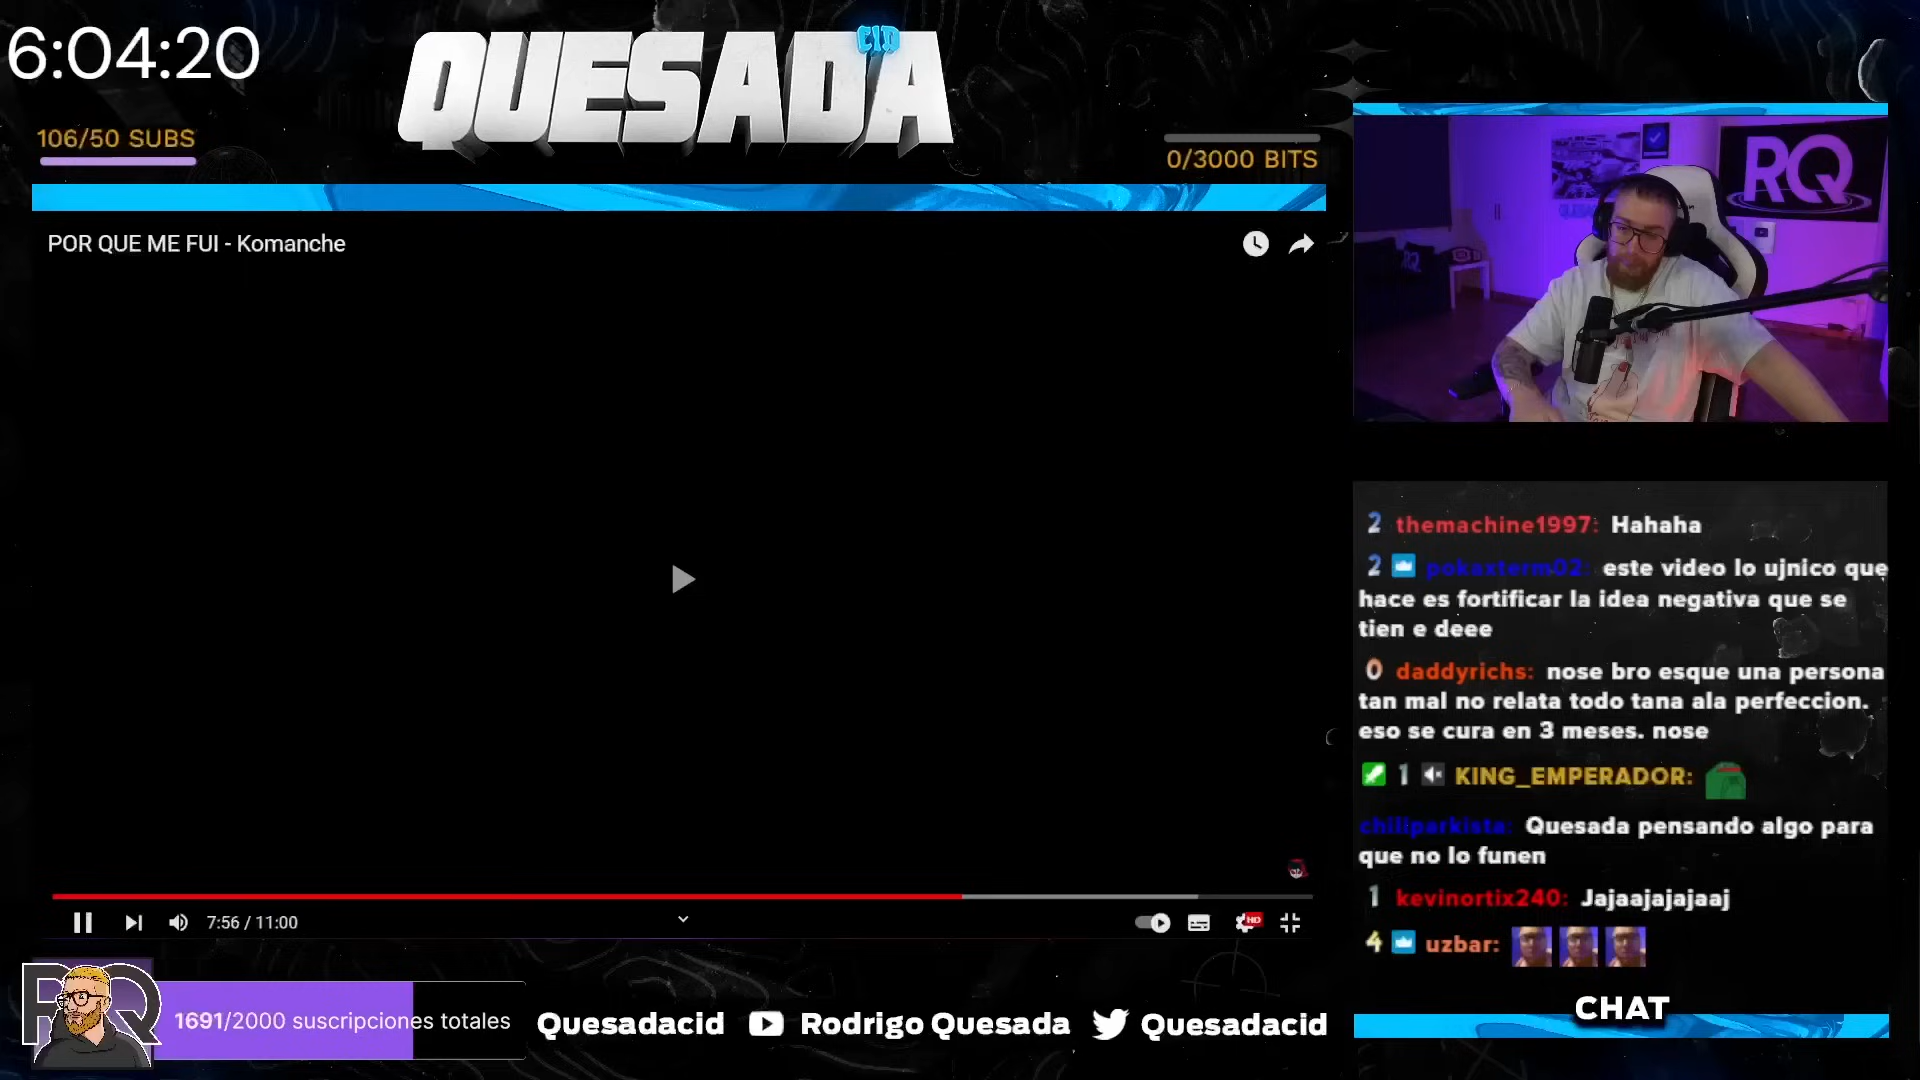 6:04:20
QUESADA
CID
106/50 SUBS
0/3000 BITS
POR QUE ME FUI - Komanche
RQ
2 themachine1997: Hahaha
2 pokaxterm02: este video lo ujnico que
hace es fortificar la idea negativa que se
tien e deee
0 daddyrichs: nose bro esque una persona
tan mal no relata todo tana ala perfeccion.
eso se cura en 3 meses. nose
1 KING_EMPERADOR:
chiliparkista: Quesada pensando algo para
que no lo funen
1 kevinortix240: Jajaajajajaaj
4 uzbar:
7:56 / 11:00
HD
RQ
1691/2000 suscripciones totales
Quesadacid
Rodrigo Quesada
Quesadacid
CHAT